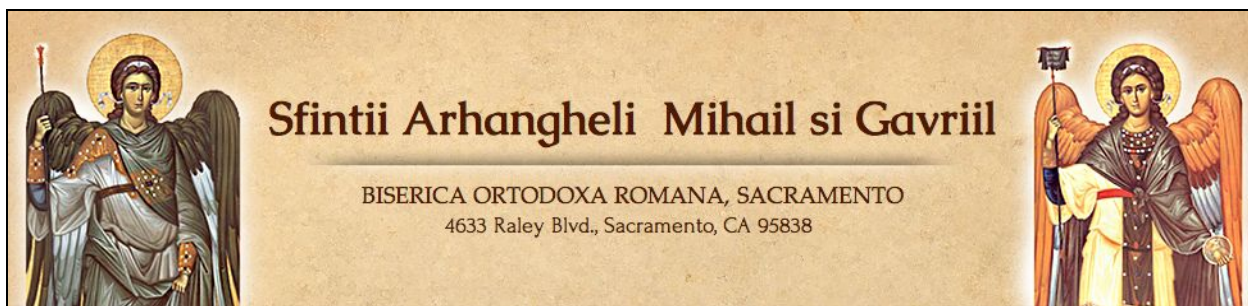 Sfintii Arhangheli Mihail si Gavriil
BISERICA ORTODOXA ROMANA, SACRAMENTO
4633 Raley Blvd., Sacramento, CA 95838